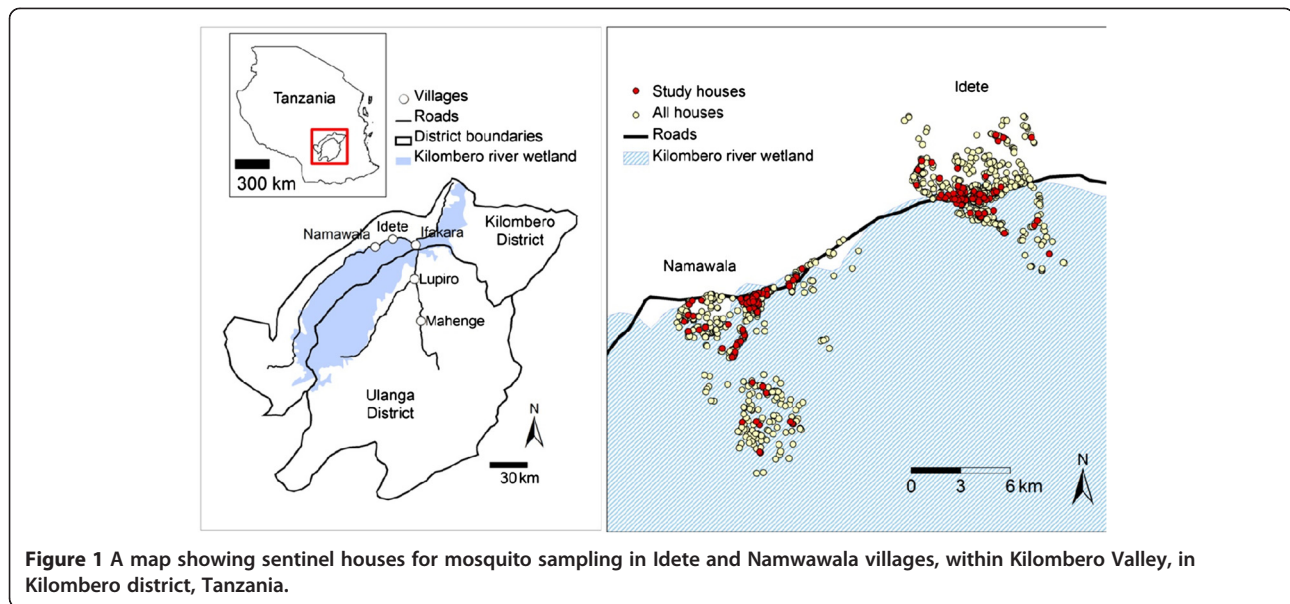 Tanzania
300 km
Villages
Roads
District boundaries
Kilombero river wetland
Kilombero
District
Namawala
Idete
Ifakara
Lupiro
Mahenge
Ulanga
District
N
30 km
Study houses
All houses
Roads
Kilombero river wetland
Idete
Namawala
N
0 3 6 km
Figure 1 A map showing sentinel houses for mosquito sampling in Idete and Namwawala villages, within Kilombero Valley, in
Kilombero district, Tanzania.